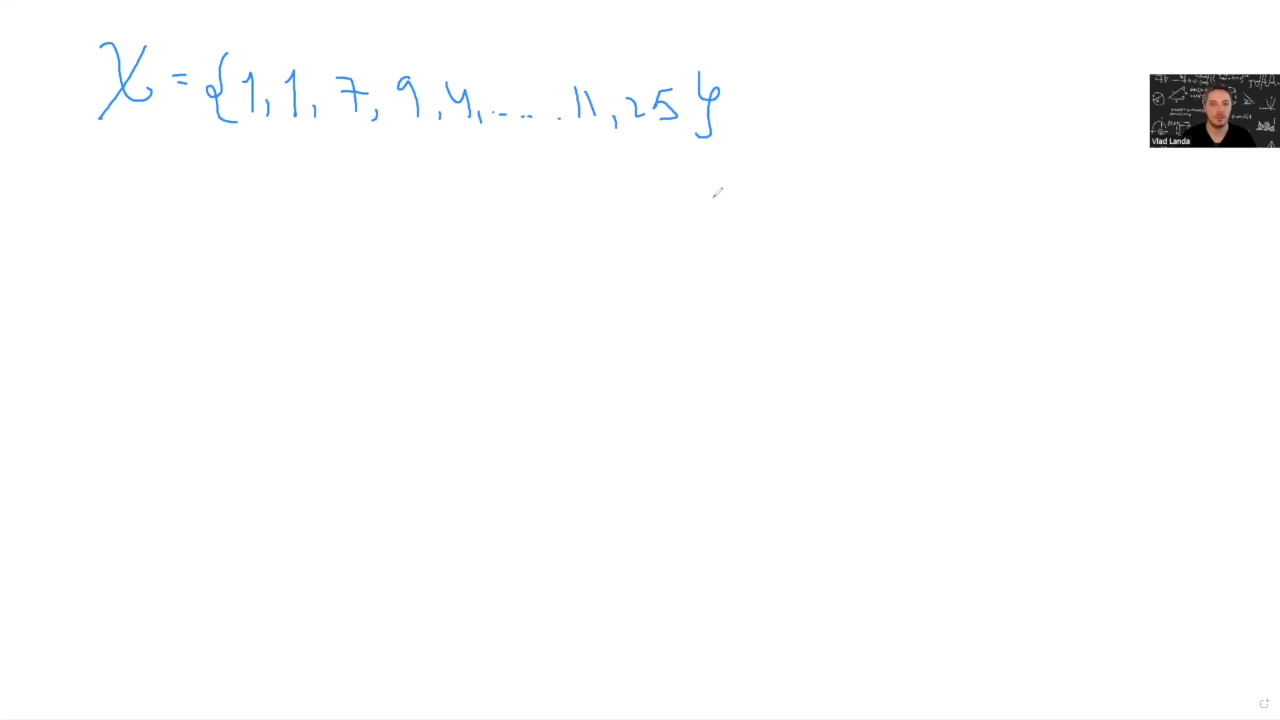 X = {1, 1, 7, 9, 4, ..... 11, 25}
Vlad Landa